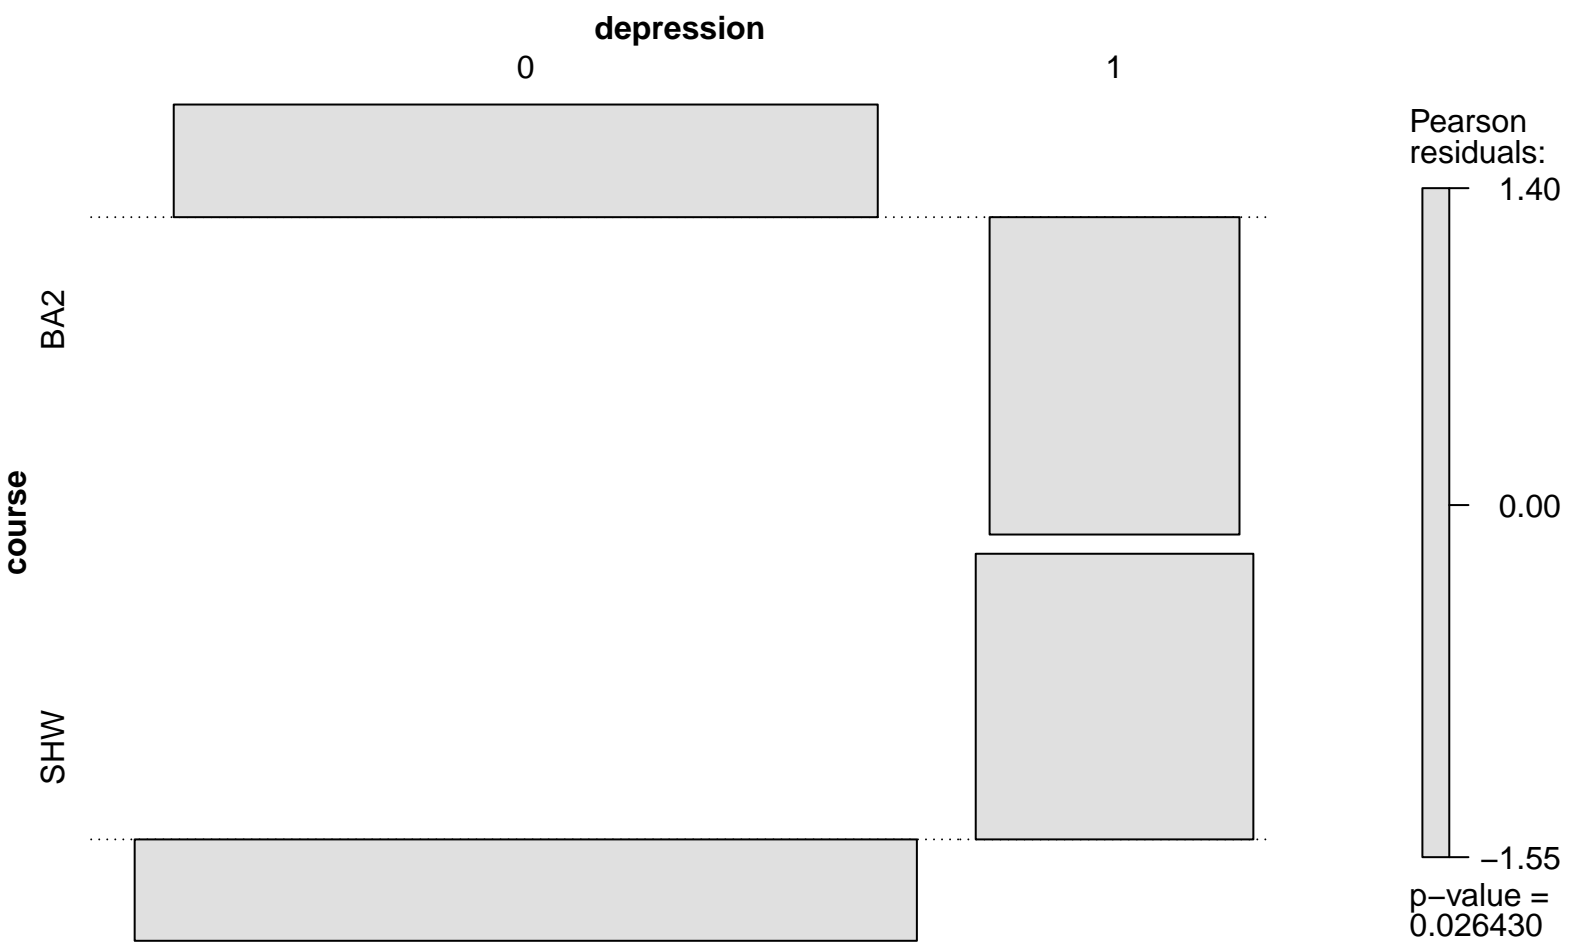 depression
0
1
Pearson
residuals:
1.40
0.00
−1.55
p−value =
0.026430
course
BA2
SHW